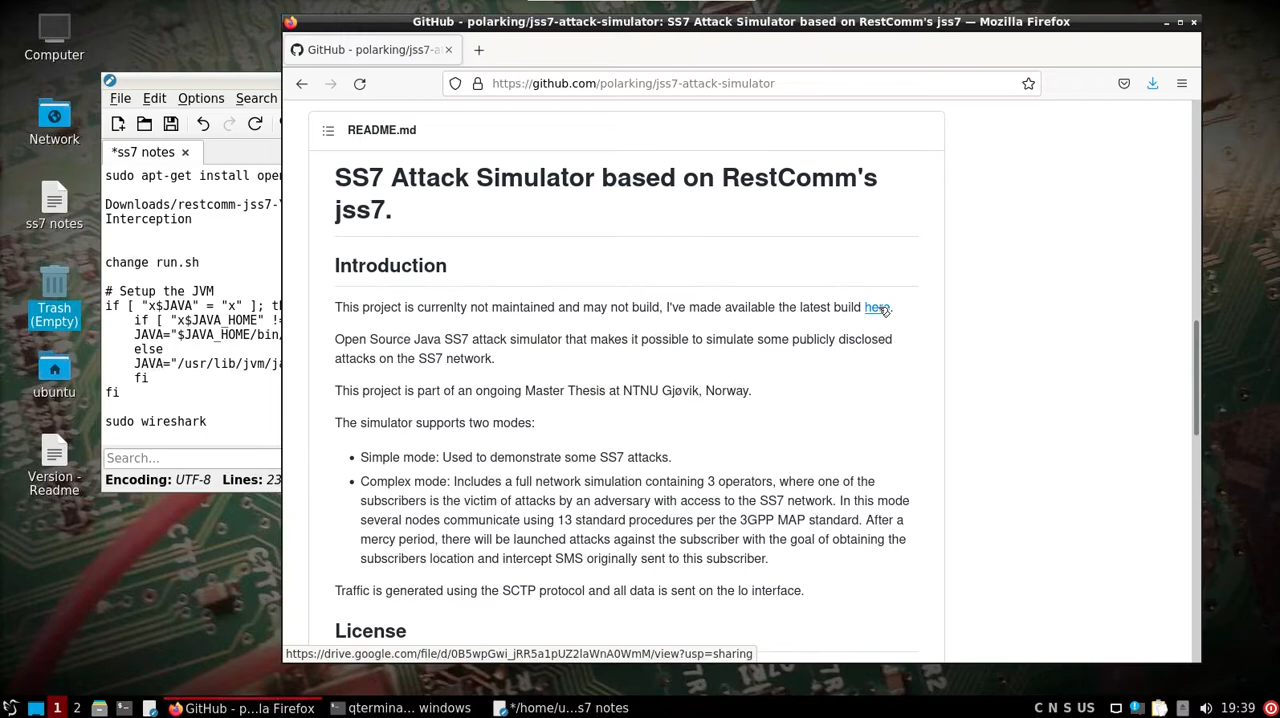 GitHub - polarking/jss7-attack-simulator: SS7 Attack Simulator based on RestComm's jss7 — Mozilla Firefox
Computer
Network
ss7 notes
Trash
(Empty)
ubuntu
Version -
Readme
File Edit Options Search
*ss7 notes ×
sudo apt-get install ope
Downloads/restcomm-jss7-
Interception
change run.sh
# Setup the JVM
if [ "x$JAVA" = "x" ]; t
if [ "x$JAVA_HOME" !
JAVA="$JAVA_HOME/bin/
else
JAVA="/usr/lib/jvm/ja
fi
fi
sudo wireshark
Search...
Encoding: UTF-8 Lines: 23
GitHub - polarking/jss7-a
https://github.com/polarking/jss7-attack-simulator
README.md
SS7 Attack Simulator based on RestComm's
jss7.
Introduction
This project is currenlty not maintained and may not build, I've made available the latest build here.
Open Source Java SS7 attack simulator that makes it possible to simulate some publicly disclosed
attacks on the SS7 network.
This project is part of an ongoing Master Thesis at NTNU Gjøvik, Norway.
The simulator supports two modes:
• Simple mode: Used to demonstrate some SS7 attacks.
• Complex mode: Includes a full network simulation containing 3 operators, where one of the
subscribers is the victim of attacks by an adversary with access to the SS7 network. In this mode
several nodes communicate using 13 standard procedures per the 3GPP MAP standard. After a
mercy period, there will be launched attacks against the subscriber with the goal of obtaining the
subscribers location and intercept SMS originally sent to this subscriber.
Traffic is generated using the SCTP protocol and all data is sent on the lo interface.
License
https://drive.google.com/file/d/0B5wpGwi_jRR5a1pUZ2laWnA0WmM/view?usp=sharing
1 2 GitHub - p...la Firefox qtermina... windows */home/u...s7 notes C N S US 19:39